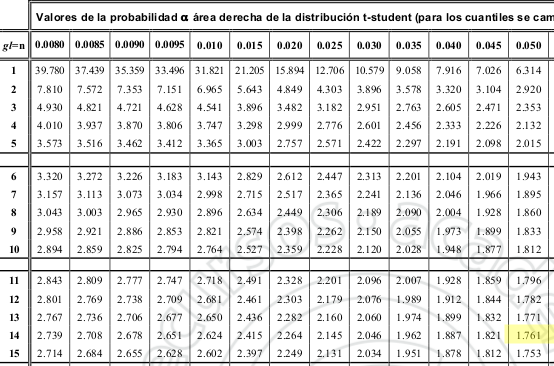 Valores de la probabilidad α área derecha de la distribución t-student (para los cuantiles se cam
gl=n 0.0080 0.0085 0.0090 0.0095 0.010 0.015 0.020 0.025 0.030 0.035 0.040 0.045 0.050
1 39.780 37.439 35.359 33.496 31.821 21.205 15.894 12.706 10.579 9.058 7.916 7.026 6.314
2 7.810 7.572 7.353 7.151 6.965 5.643 4.849 4.303 3.896 3.578 3.320 3.104 2.920
3 4.930 4.821 4.721 4.628 4.541 3.896 3.482 3.182 2.951 2.763 2.605 2.471 2.353
4 4.010 3.937 3.870 3.806 3.747 3.298 2.999 2.776 2.601 2.456 2.333 2.226 2.132
5 3.573 3.516 3.462 3.412 3.365 3.003 2.757 2.571 2.422 2.297 2.191 2.098 2.015
6 3.320 3.272 3.226 3.183 3.143 2.829 2.612 2.447 2.313 2.201 2.104 2.019 1.943
7 3.157 3.113 3.073 3.034 2.998 2.715 2.517 2.365 2.241 2.136 2.046 1.966 1.895
8 3.043 3.003 2.965 2.930 2.896 2.634 2.449 2.306 2.189 2.090 2.004 1.928 1.860
9 2.958 2.921 2.886 2.853 2.821 2.574 2.398 2.262 2.150 2.055 1.973 1.899 1.833
10 2.894 2.859 2.825 2.794 2.764 2.527 2.359 2.228 2.120 2.028 1.948 1.877 1.812
11 2.843 2.809 2.777 2.747 2.718 2.491 2.328 2.201 2.096 2.007 1.928 1.859 1.796
12 2.801 2.769 2.738 2.709 2.681 2.461 2.303 2.179 2.076 1.989 1.912 1.844 1.782
13 2.767 2.736 2.706 2.677 2.650 2.436 2.282 2.160 2.060 1.974 1.899 1.832 1.771
14 2.739 2.708 2.678 2.651 2.624 2.415 2.264 2.145 2.046 1.962 1.887 1.821 1.761
15 2.714 2.684 2.655 2.628 2.602 2.397 2.249 2.131 2.034 1.951 1.878 1.812 1.753